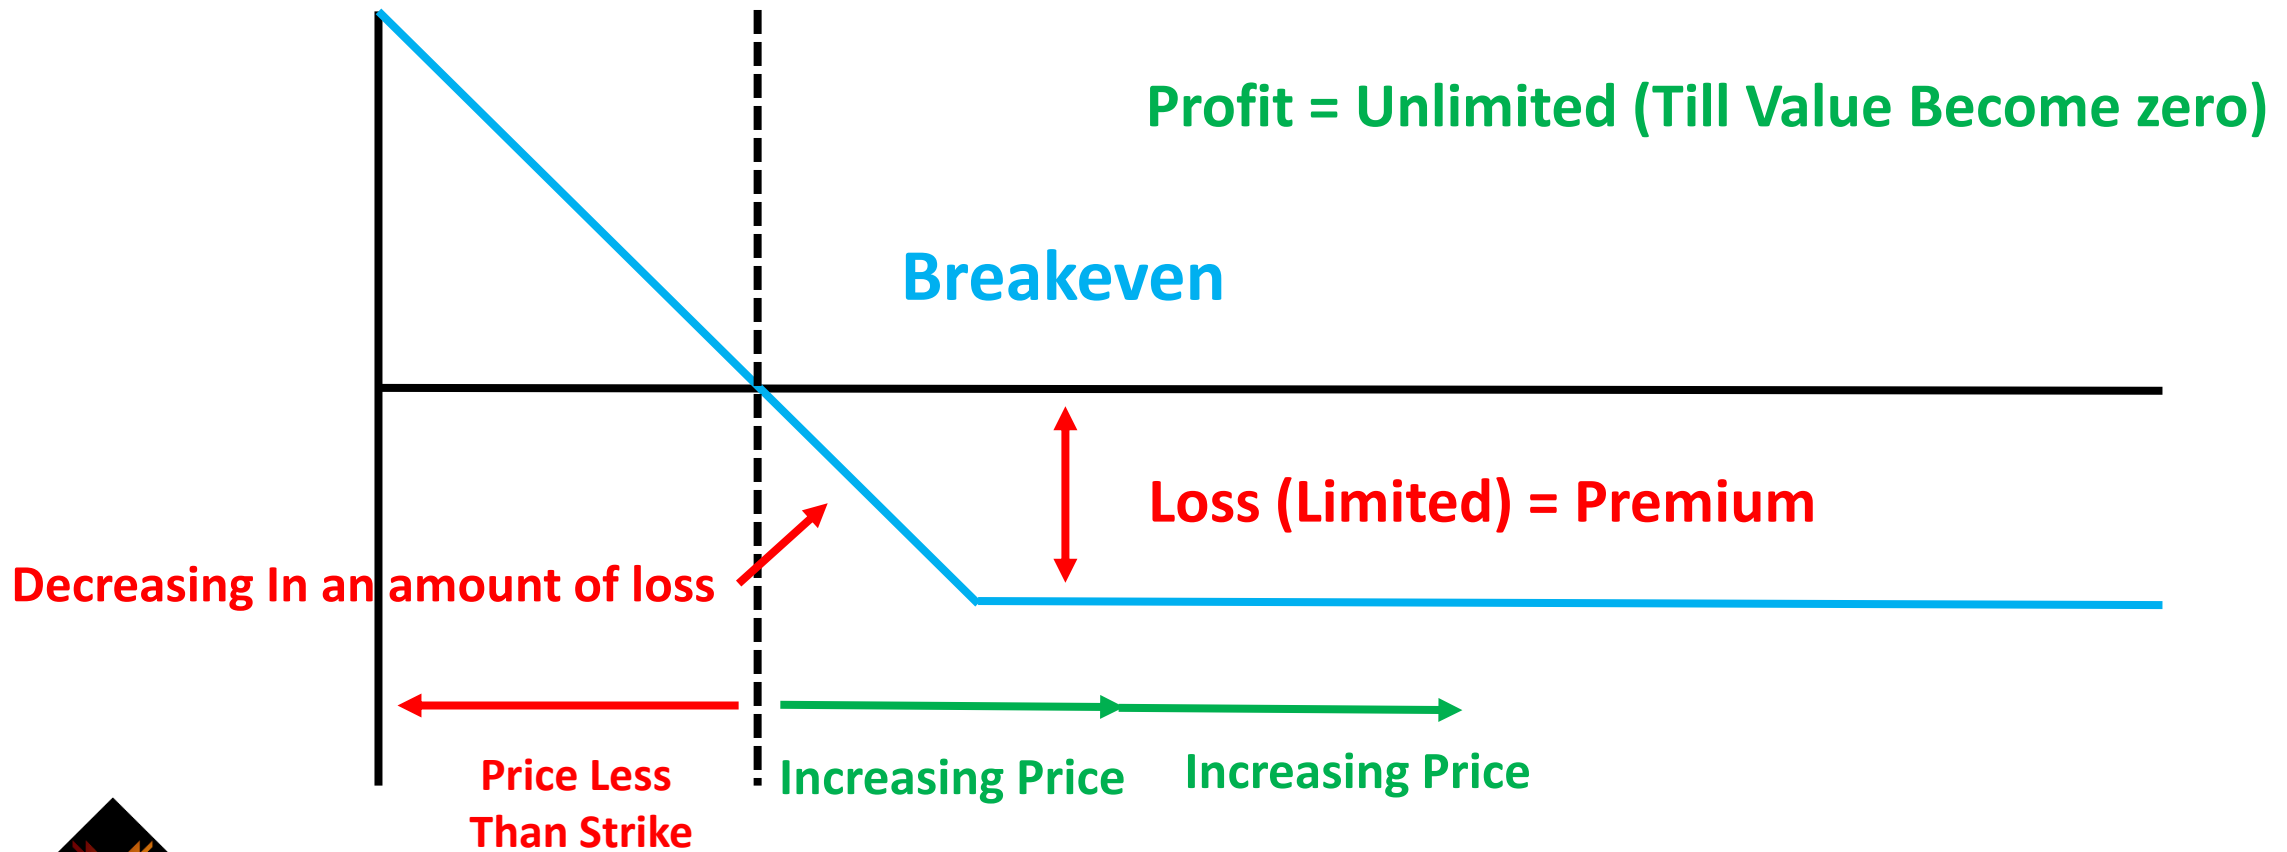 Profit = Unlimited (Till Value Become zero)
Breakeven
Loss (Limited) = Premium
Decreasing In an amount of loss
Price Less
Than Strike
Increasing Price
Increasing Price